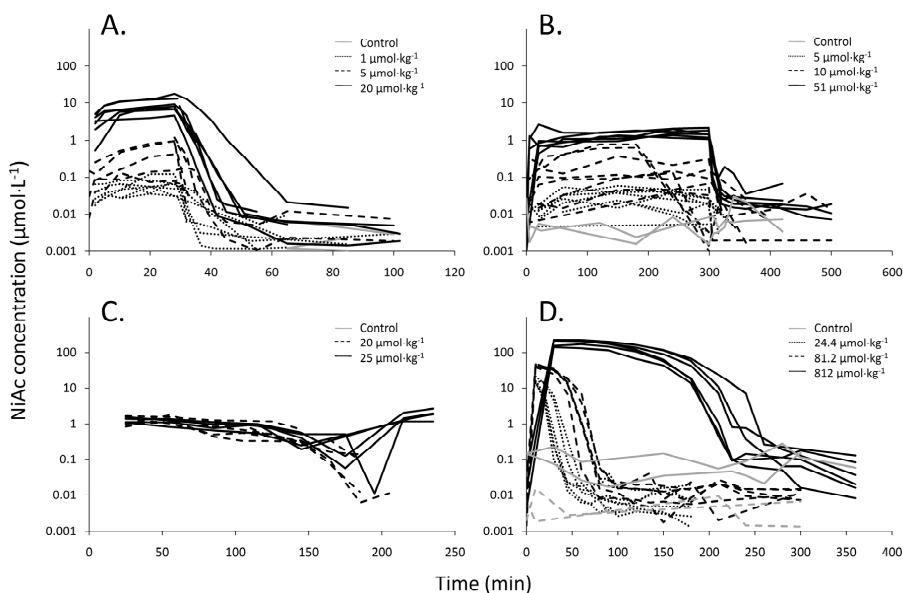 A.
Control
1 µmol·kg⁻¹
5 µmol·kg⁻¹
20 µmol·kg⁻¹
100
10
1
0.1
0.01
0.001
0 20 40 60 80 100 120
B.
Control
5 µmol·kg⁻¹
10 µmol·kg⁻¹
51 µmol·kg⁻¹
100
10
1
0.1
0.01
0.001
0 100 200 300 400 500 600
NiAc concentration (µmol·L⁻¹)
C.
Control
20 µmol·kg⁻¹
25 µmol·kg⁻¹
100
10
1
0.1
0.01
0.001
0 50 100 150 200 250
D.
Control
24.4 µmol·kg⁻¹
81.2 µmol·kg⁻¹
812 µmol·kg⁻¹
100
10
1
0.1
0.01
0.001
0 50 100 150 200 250 300 350 400
Time (min)